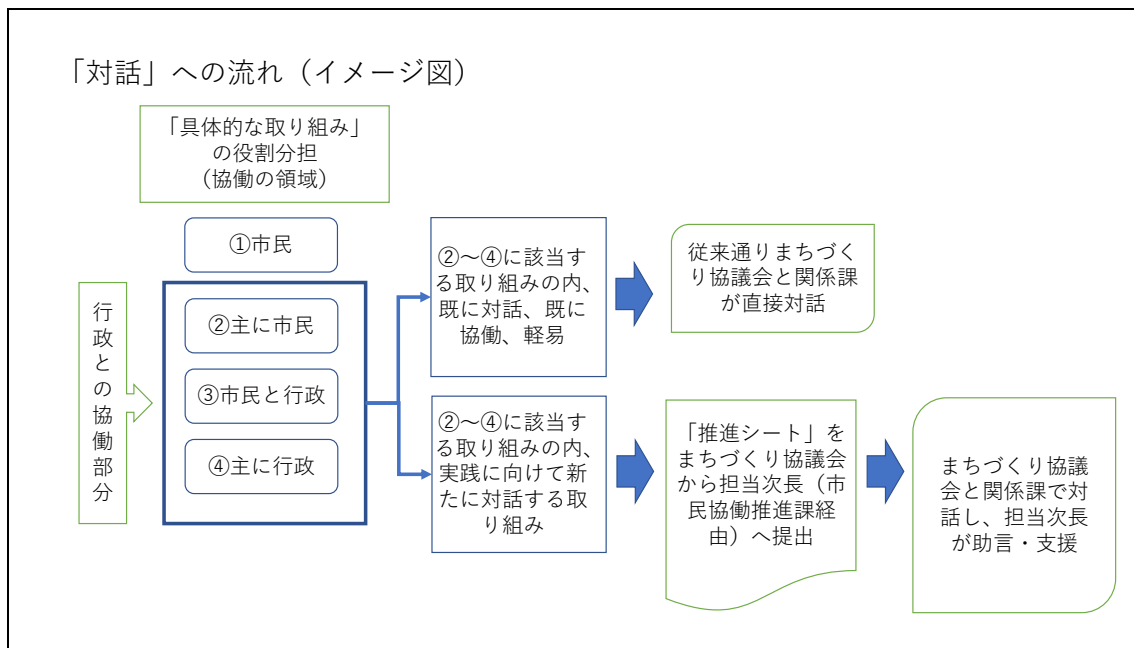 「対話」への流れ（イメージ図）
「具体的な取り組み」
の役割分担
（協働の領域）
①市民
行政との協働部分
②主に市民
③市民と行政
④主に行政
②～④に該当す
る取り組みの内、
既に対話、既に
協働、軽易
従来通りまちづく
り協議会と関係課
が直接対話
②～④に該当す
る取り組みの内、
実践に向けて新
たに対話する取
り組み
「推進シート」を
まちづくり協議会
から担当次長（市
民協働推進課経
由）へ提出
まちづくり協議
会と関係課で対
話し、担当次長
が助言・支援